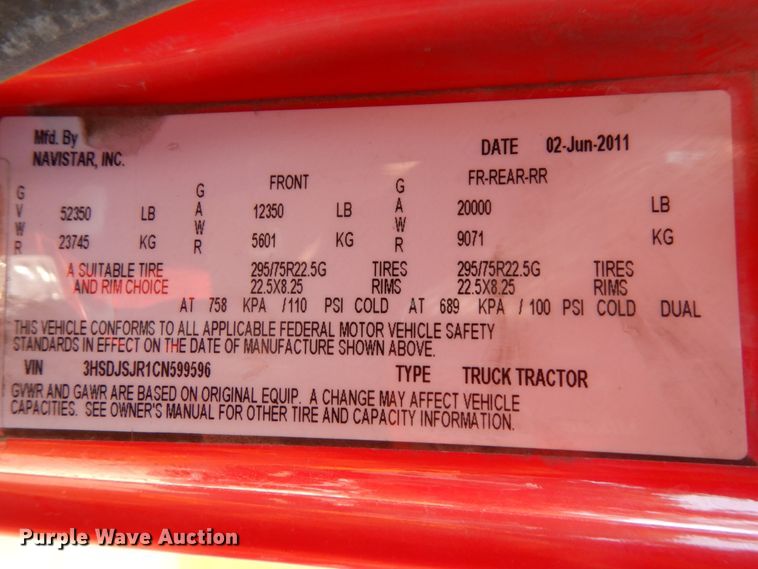 Mfd. By
NAVISTAR, INC.
DATE 02-Jun-2011
GVWR GAWR FRONT GAWR FR-REAR-RR
52350 LB 12350 LB 20000 LB
23745 KG 5601 KG 9071 KG
A SUITABLE TIRE 295/75R22.5G TIRES 295/75R22.5G TIRES
AND RIM CHOICE 22.5X8.25 RIMS 22.5X8.25 RIMS
AT 758 KPA /110 PSI COLD AT 689 KPA / 100 PSI COLD DUAL
THIS VEHICLE CONFORMS TO ALL APPLICABLE FEDERAL MOTOR VEHICLE SAFETY
STANDARDS IN EFFECT ON THE DATE OF MANUFACTURE SHOWN ABOVE.
VIN 3HSDJSJR1CN599596 TYPE TRUCK TRACTOR
GVWR AND GAWR ARE BASED ON ORIGINAL EQUIP. A CHANGE MAY AFFECT VEHICLE
CAPACITIES. SEE OWNER'S MANUAL FOR OTHER TIRE AND CAPACITY INFORMATION.
Purple Wave Auction